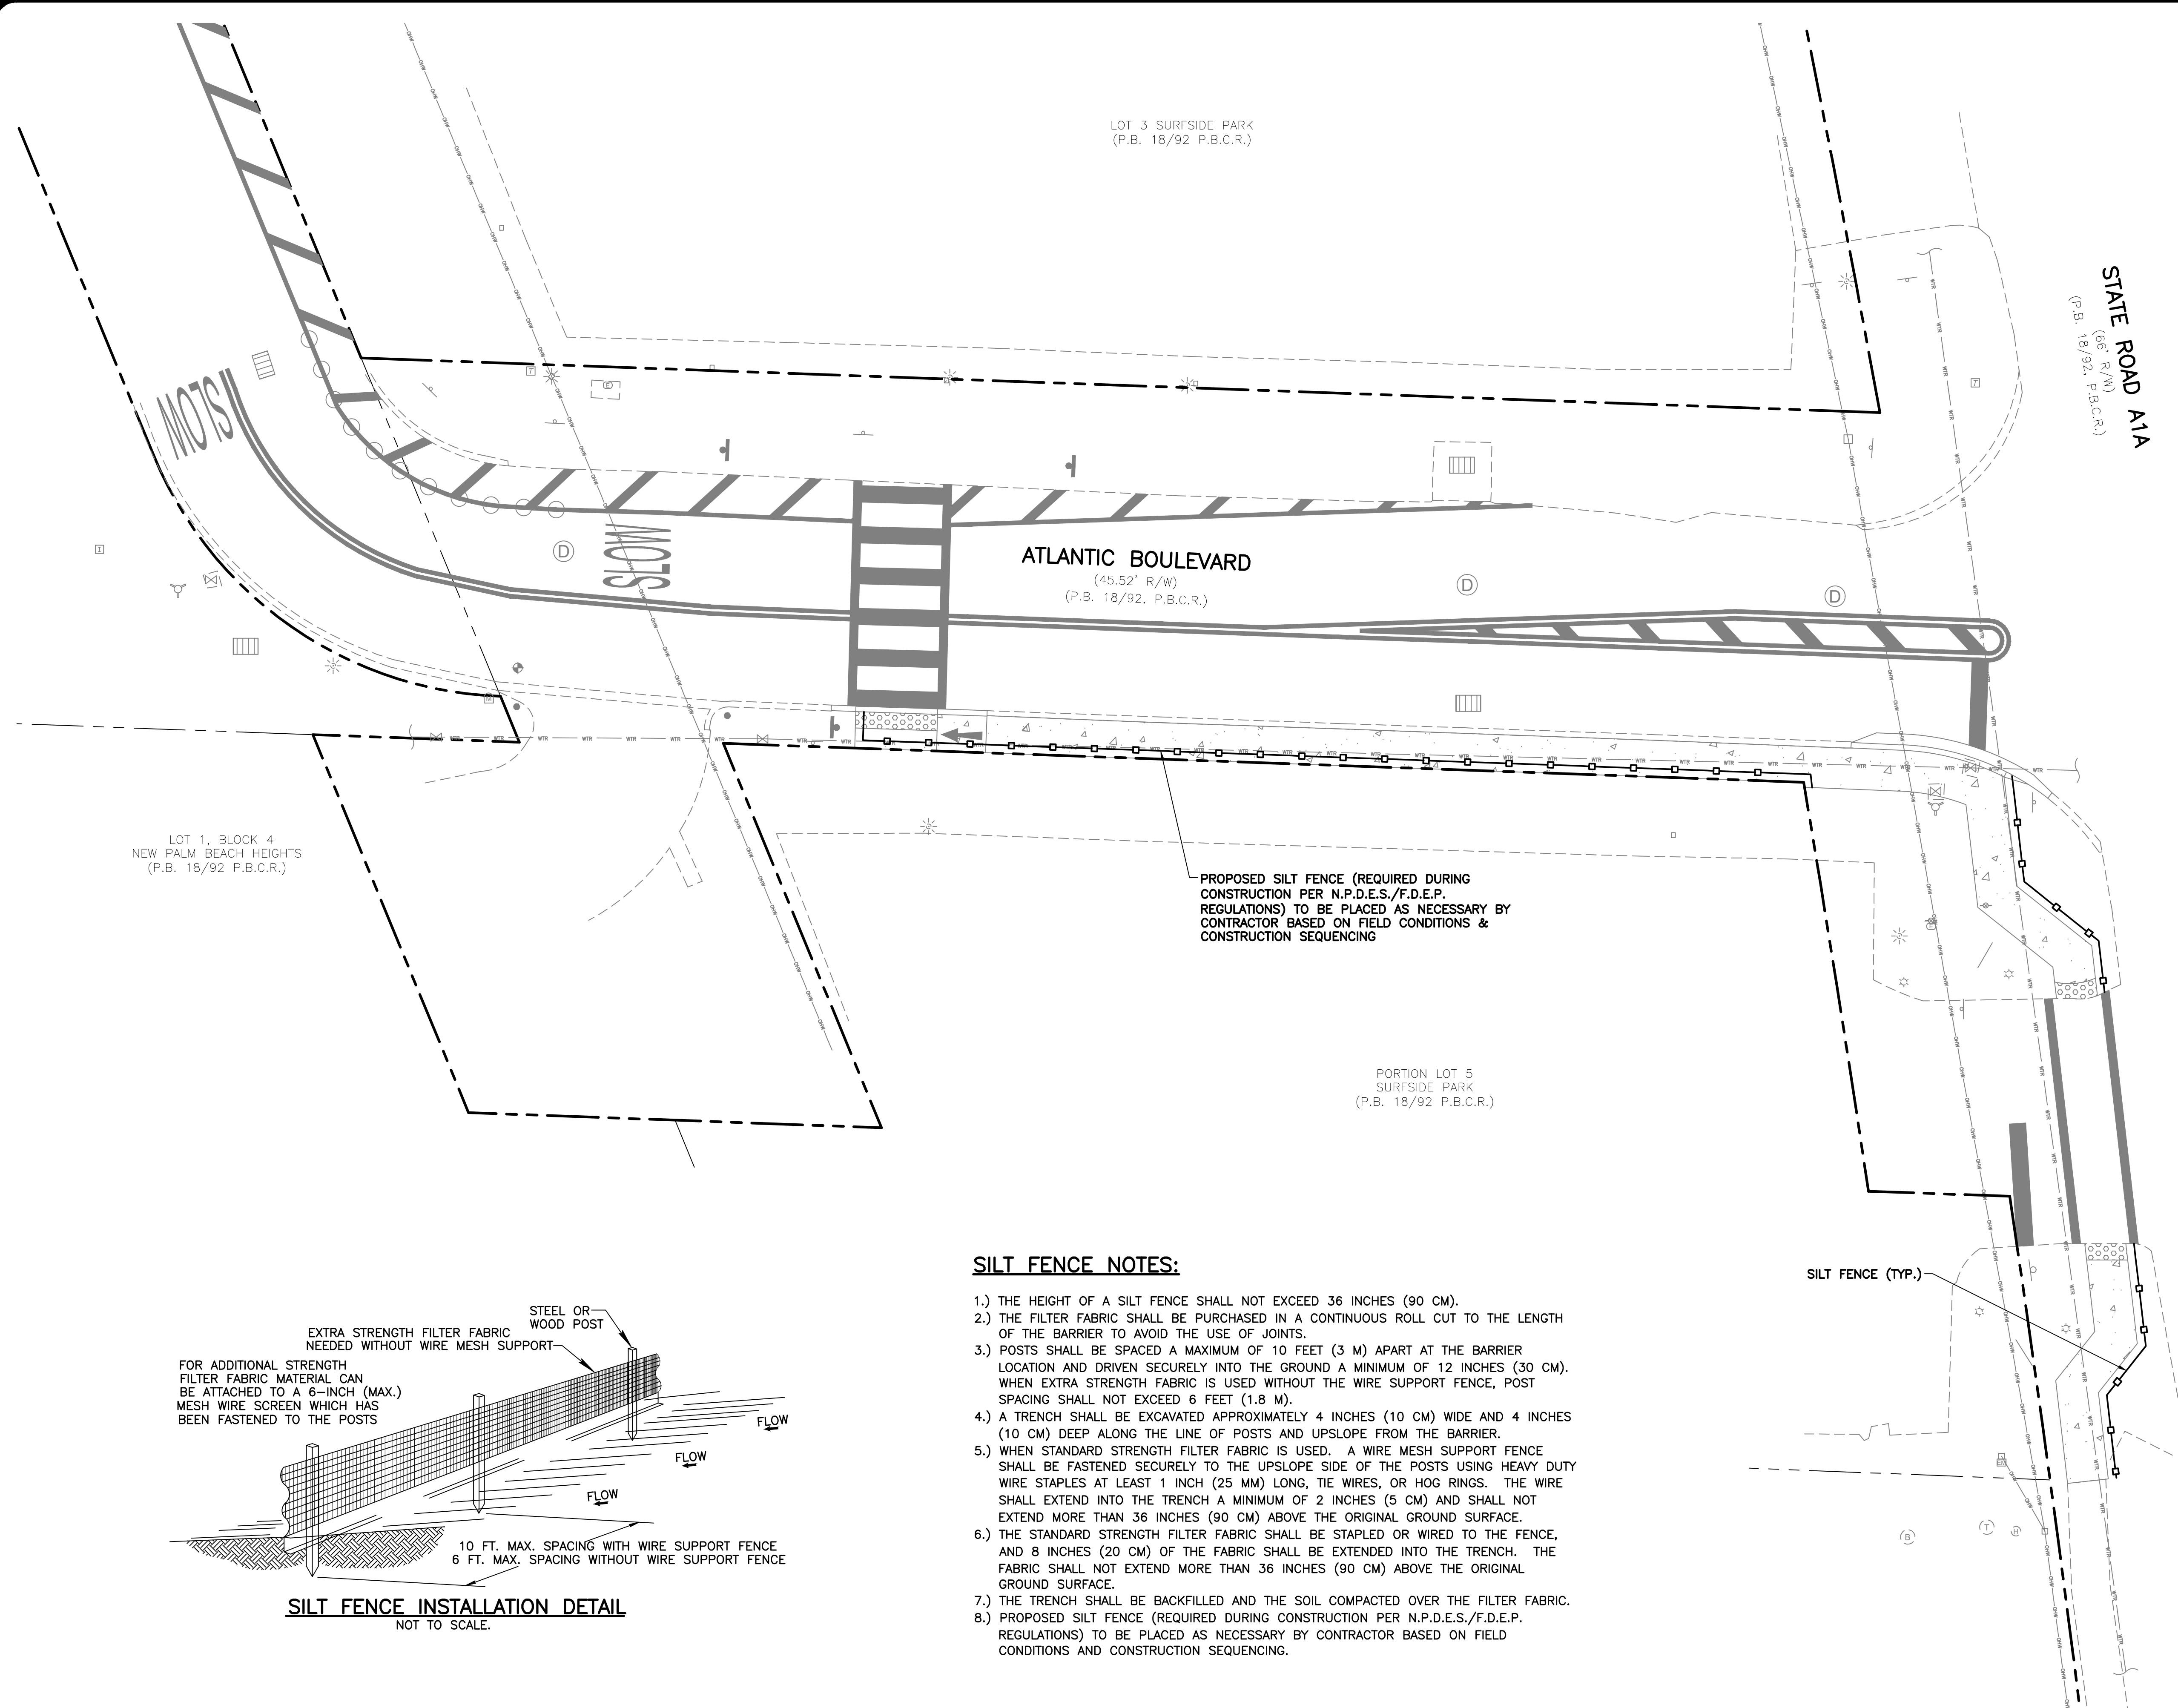 LOT 3 SURFSIDE PARK
(P.B. 18/92 P.B.C.R.)
STATE ROAD A1A
(66' R/W)
(P.B. 18/92, P.B.C.R.)
SLOW
SLOW
ATLANTIC BOULEVARD
(45.52' R/W)
(P.B. 18/92, P.B.C.R.)
D
D
D
LOT 1, BLOCK 4
NEW PALM BEACH HEIGHTS
(P.B. 18/92 P.B.C.R.)
PROPOSED SILT FENCE (REQUIRED DURING
CONSTRUCTION PER N.P.D.E.S./F.D.E.P.
REGULATIONS) TO BE PLACED AS NECESSARY BY
CONTRACTOR BASED ON FIELD CONDITIONS &
CONSTRUCTION SEQUENCING
PORTION LOT 5
SURFSIDE PARK
(P.B. 18/92 P.B.C.R.)
SILT FENCE (TYP.)
OHW
WTR
STEEL OR
WOOD POST
EXTRA STRENGTH FILTER FABRIC
NEEDED WITHOUT WIRE MESH SUPPORT
FOR ADDITIONAL STRENGTH
FILTER FABRIC MATERIAL CAN
BE ATTACHED TO A 6-INCH (MAX.)
MESH WIRE SCREEN WHICH HAS
BEEN FASTENED TO THE POSTS
FLOW
FLOW
FLOW
10 FT. MAX. SPACING WITH WIRE SUPPORT FENCE
6 FT. MAX. SPACING WITHOUT WIRE SUPPORT FENCE
SILT FENCE INSTALLATION DETAIL
NOT TO SCALE.
SILT FENCE NOTES:
1.) THE HEIGHT OF A SILT FENCE SHALL NOT EXCEED 36 INCHES (90 CM).
2.) THE FILTER FABRIC SHALL BE PURCHASED IN A CONTINUOUS ROLL CUT TO THE LENGTH
OF THE BARRIER TO AVOID THE USE OF JOINTS.
3.) POSTS SHALL BE SPACED A MAXIMUM OF 10 FEET (3 M) APART AT THE BARRIER
LOCATION AND DRIVEN SECURELY INTO THE GROUND A MINIMUM OF 12 INCHES (30 CM).
WHEN EXTRA STRENGTH FABRIC IS USED WITHOUT THE WIRE SUPPORT FENCE, POST
SPACING SHALL NOT EXCEED 6 FEET (1.8 M).
4.) A TRENCH SHALL BE EXCAVATED APPROXIMATELY 4 INCHES (10 CM) WIDE AND 4 INCHES
(10 CM) DEEP ALONG THE LINE OF POSTS AND UPSLOPE FROM THE BARRIER.
5.) WHEN STANDARD STRENGTH FILTER FABRIC IS USED. A WIRE MESH SUPPORT FENCE
SHALL BE FASTENED SECURELY TO THE UPSLOPE SIDE OF THE POSTS USING HEAVY DUTY
WIRE STAPLES AT LEAST 1 INCH (25 MM) LONG, TIE WIRES, OR HOG RINGS. THE WIRE
SHALL EXTEND INTO THE TRENCH A MINIMUM OF 2 INCHES (5 CM) AND SHALL NOT
EXTEND MORE THAN 36 INCHES (90 CM) ABOVE THE ORIGINAL GROUND SURFACE.
6.) THE STANDARD STRENGTH FILTER FABRIC SHALL BE STAPLED OR WIRED TO THE FENCE,
AND 8 INCHES (20 CM) OF THE FABRIC SHALL BE EXTENDED INTO THE TRENCH. THE
FABRIC SHALL NOT EXTEND MORE THAN 36 INCHES (90 CM) ABOVE THE ORIGINAL
GROUND SURFACE.
7.) THE TRENCH SHALL BE BACKFILLED AND THE SOIL COMPACTED OVER THE FILTER FABRIC.
8.) PROPOSED SILT FENCE (REQUIRED DURING CONSTRUCTION PER N.P.D.E.S./F.D.E.P.
REGULATIONS) TO BE PLACED AS NECESSARY BY CONTRACTOR BASED ON FIELD
CONDITIONS AND CONSTRUCTION SEQUENCING.
B
T